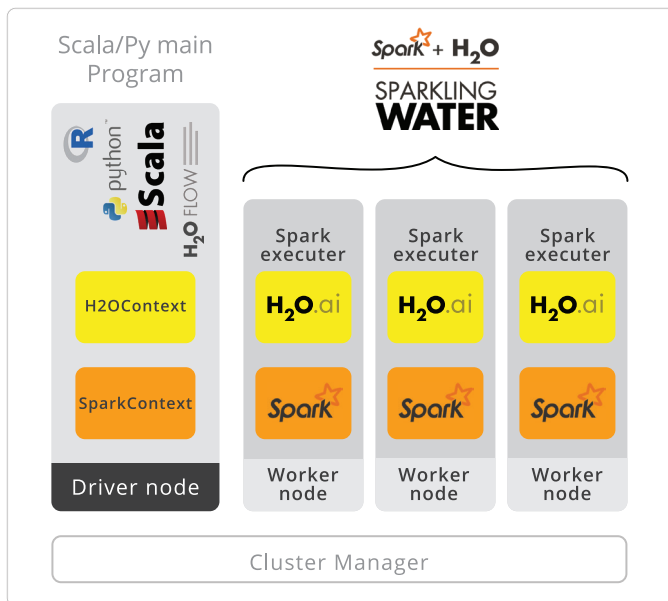 Scala/Py main
Program
Spark + H2O
SPARKLING
WATER
R
python™
Scala
H2O FLOW
H2OContext
SparkContext
Driver node
Spark
executer
H2O.ai
Spark
Worker
node
Spark
executer
H2O.ai
Spark
Worker
node
Spark
executer
H2O.ai
Spark
Worker
node
Cluster Manager